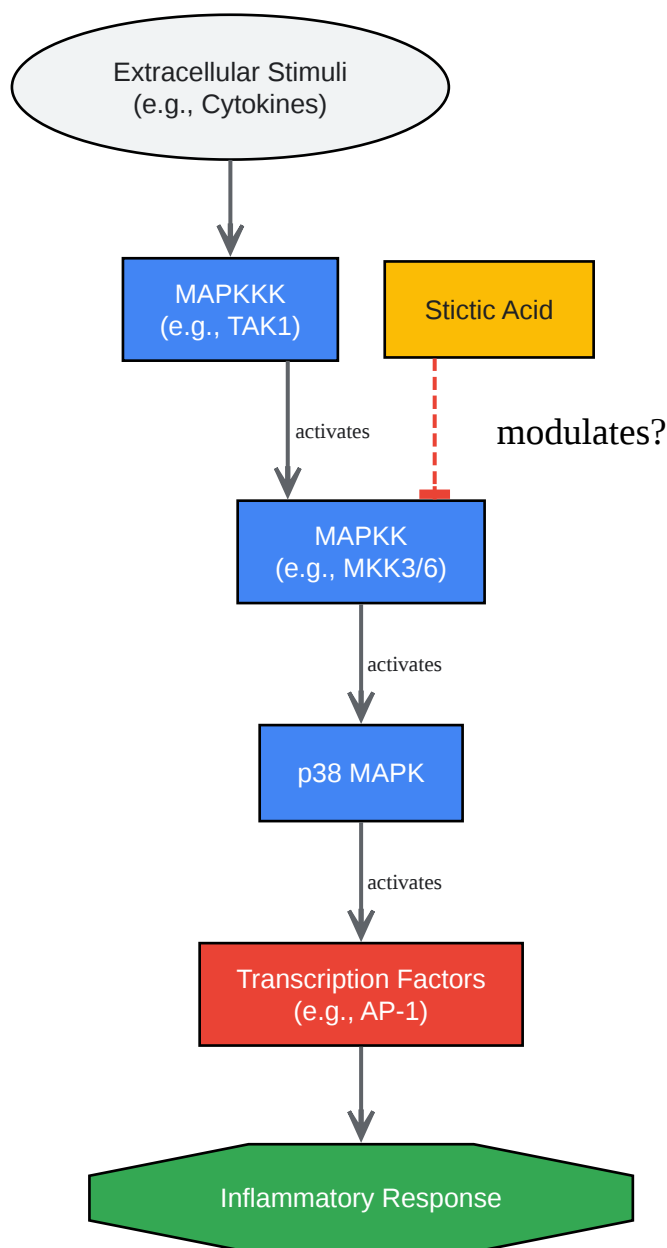 Extracellular Stimuli
(e.g., Cytokines)
MAPKKK
(e.g., TAK1)
Stictic Acid
activates
modulates?
MAPKK
(e.g., MKK3/6)
activates
p38 MAPK
activates
Transcription Factors
(e.g., AP-1)
Inflammatory Response